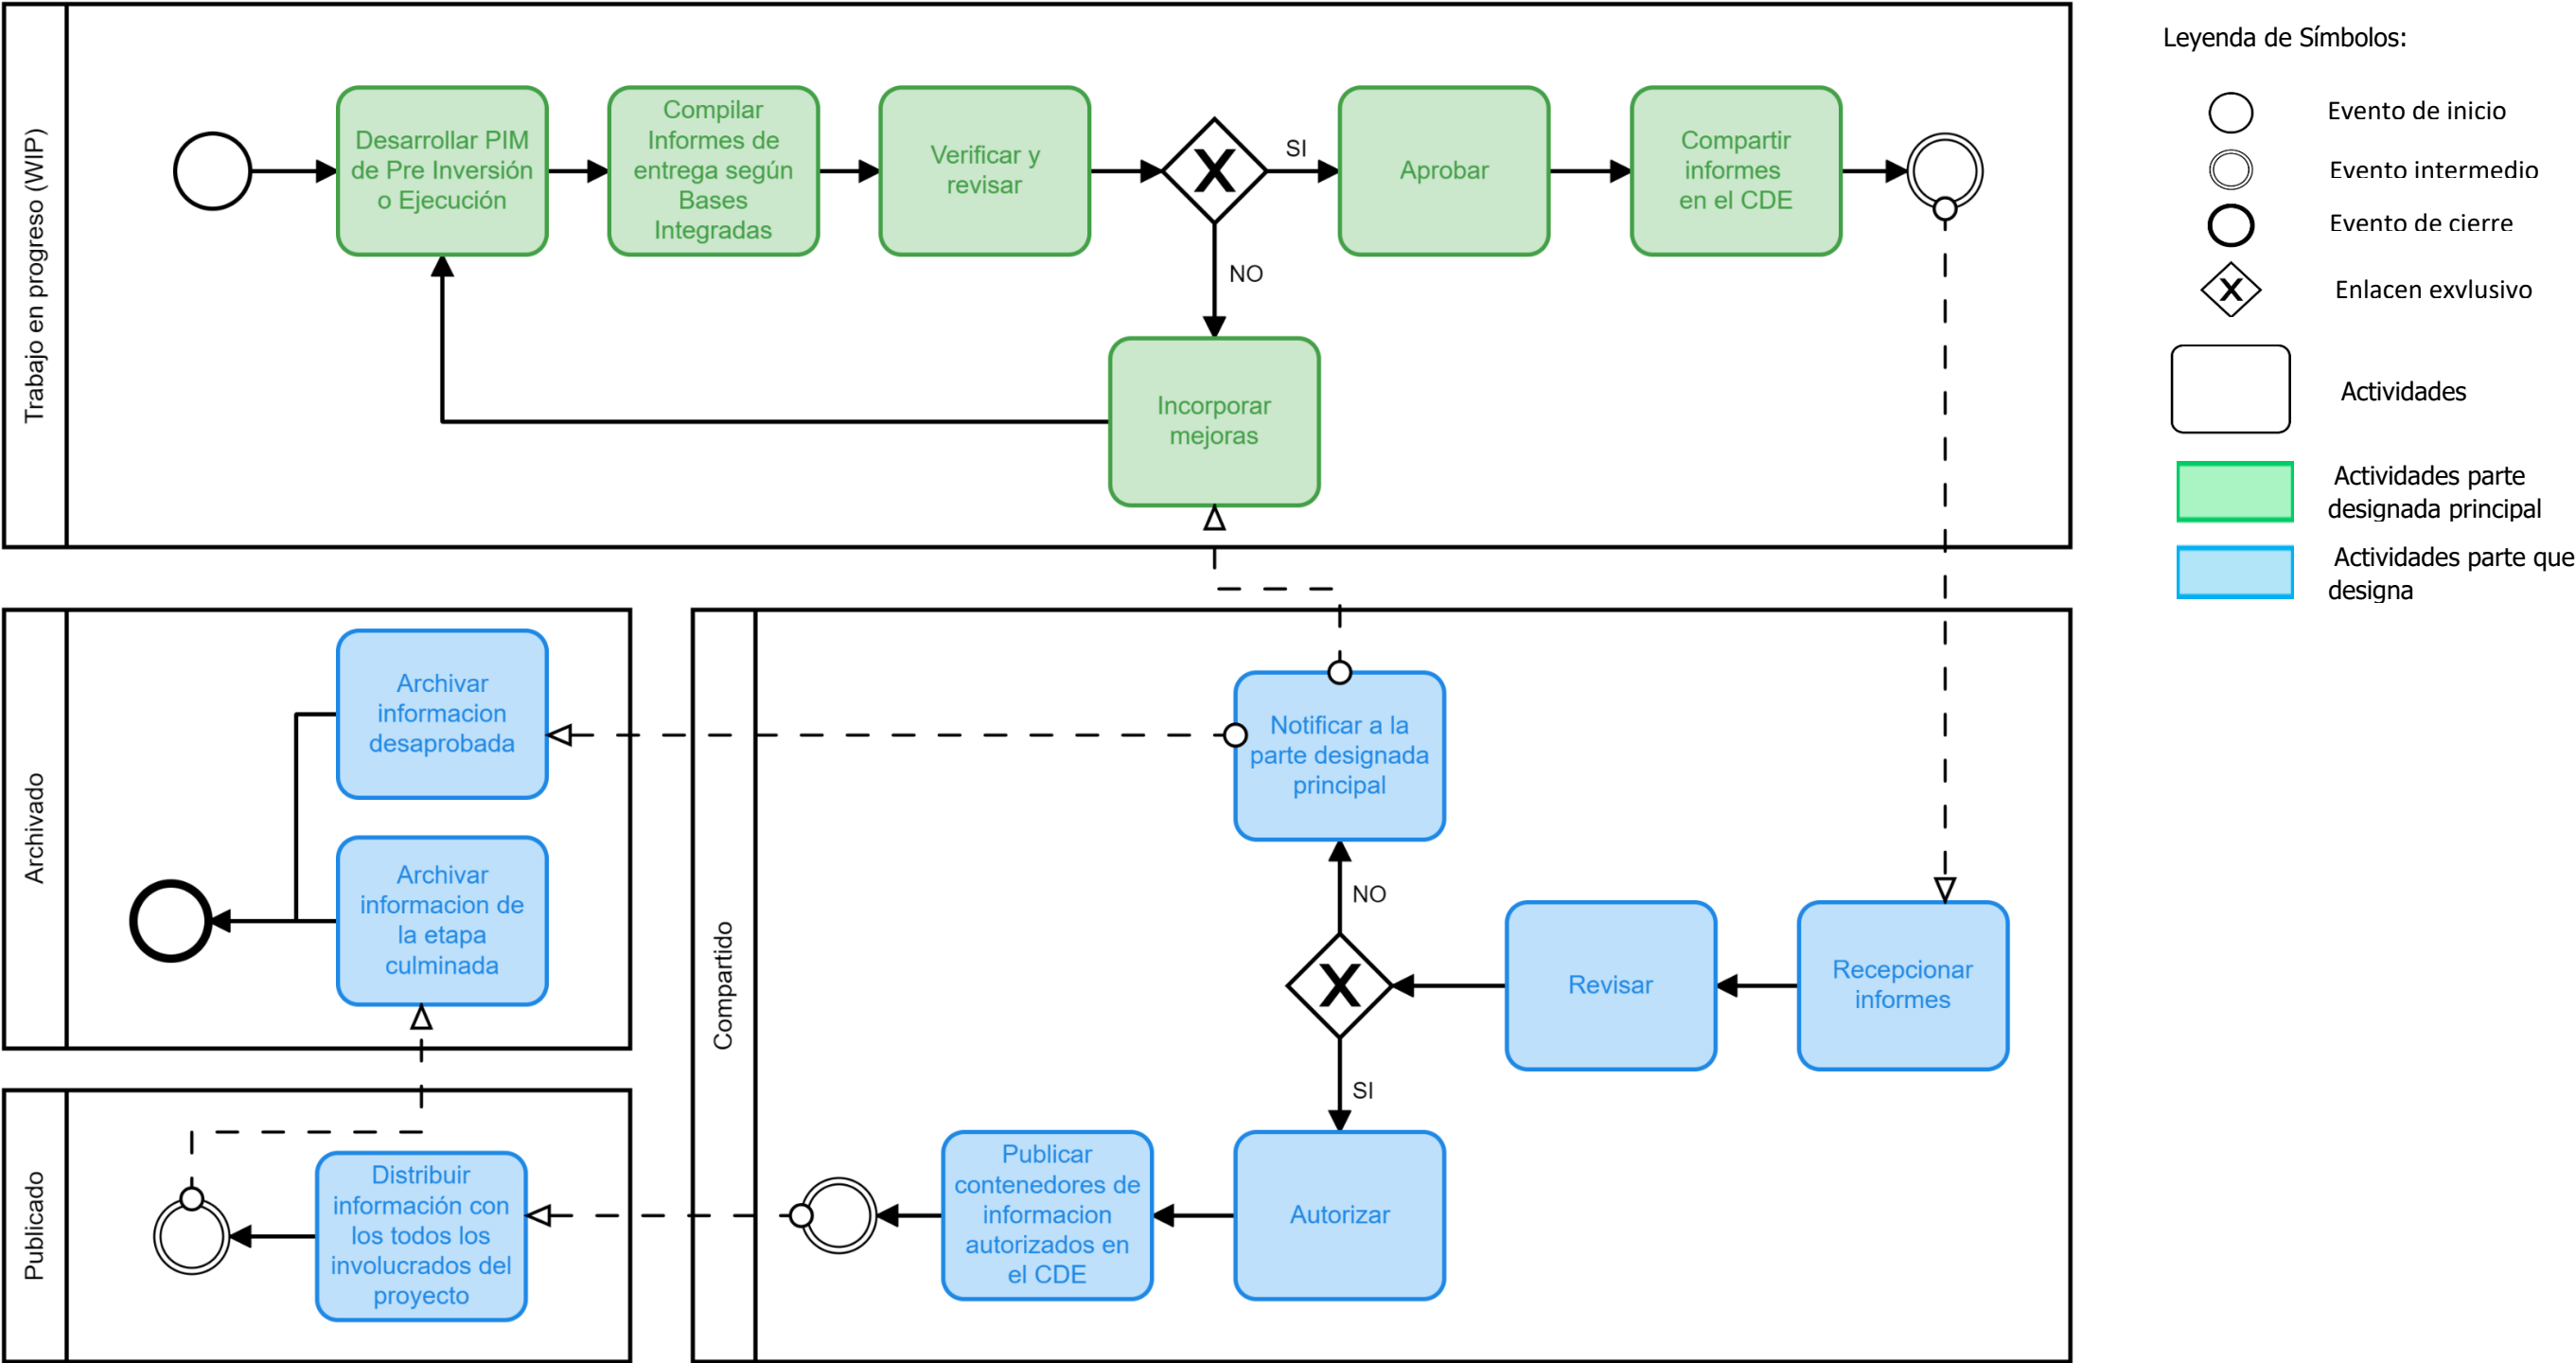 Trabajo en progreso (WIP)
Desarrollar PIM
de Pre Inversión
o Ejecución
Compilar
Informes de
entrega según
Bases
Integradas
Verificar y
revisar
X
SI
NO
Aprobar
Compartir
informes
en el CDE
Incorporar
mejoras
Leyenda de Símbolos:
Evento de inicio
Evento intermedio
Evento de cierre
X
Enlacen exvlusivo
Actividades
Actividades parte
designada principal
Actividades parte que
designa
Archivado
Archivar
informacion
desaprobada
Archivar
informacion de
la etapa
culminada
Compartido
Notificar a la
parte designada
principal
NO
X
SI
Revisar
Recepcionar
informes
Autorizar
Publicar
contenedores de
informacion
autorizados en
el CDE
Publicado
Distribuir
información con
los todos los
involucrados del
proyecto